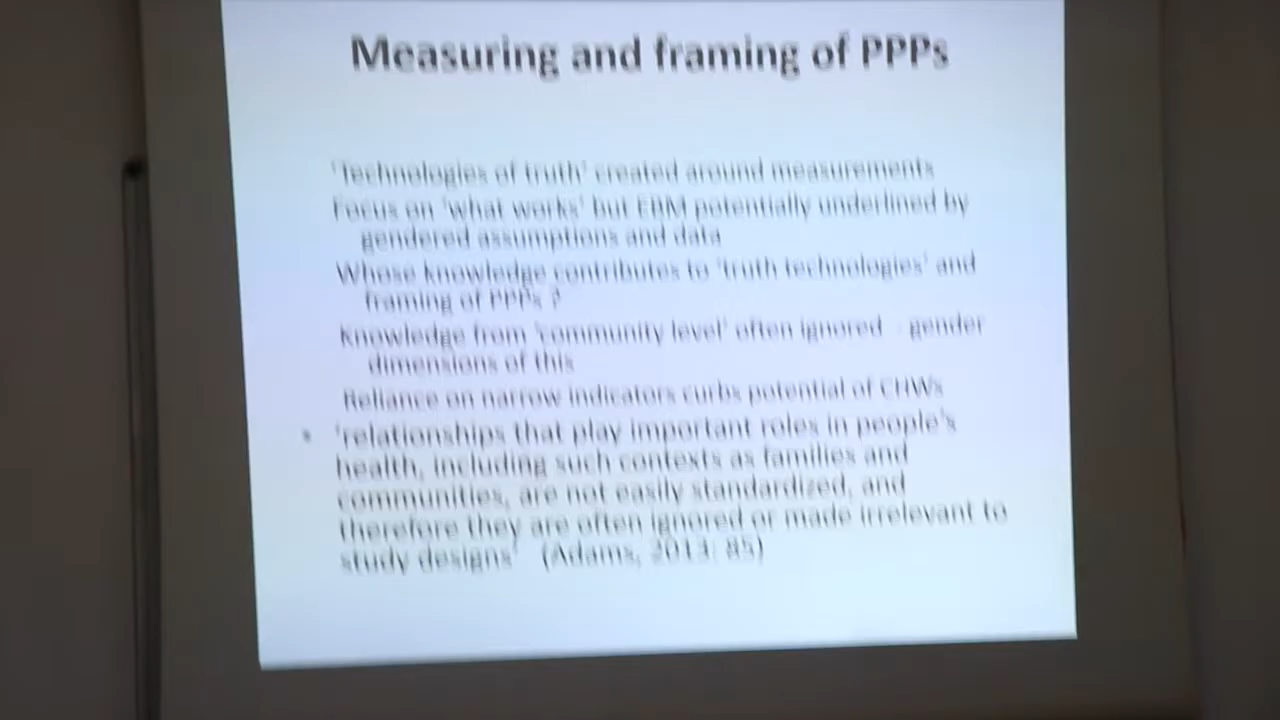 Measuring and framing of PPPs
'Technologies of truth' created around measurements
Focus on 'what works' but EBM potentially underlined by
gendered assumptions and data
Whose knowledge contributes to 'truth technologies' and
framing of PPPs ?
Knowledge from 'community level' often ignored - gender
dimensions of this
Reliance on narrow indicators curbs potential of CHWs
• 'relationships that play important roles in people's
health, including such contexts as families and
communities, are not easily standardized, and
therefore they are often ignored or made irrelevant to
study designs' (Adams, 2013: 85)